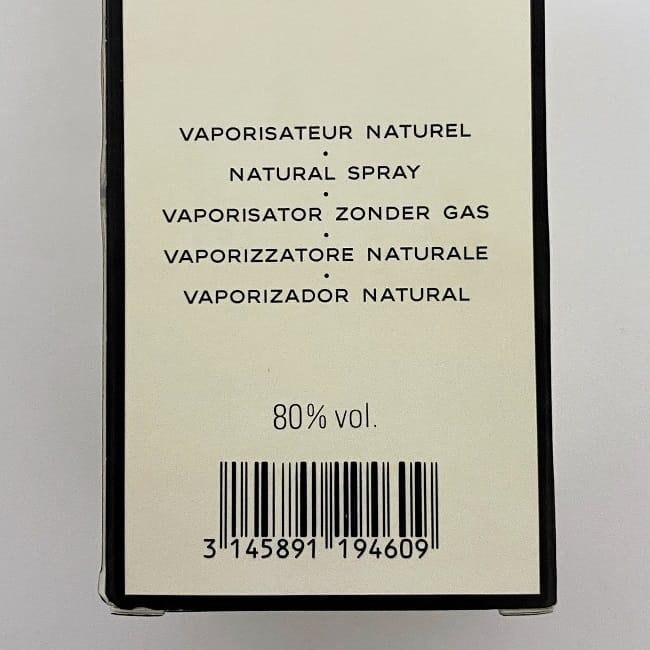 VAPORISATEUR NATUREL
•
NATURAL SPRAY
•
VAPORISATOR ZONDER GAS
•
VAPORIZZATORE NATURALE
•
VAPORIZADOR NATURAL
80% vol.
3 145891 194609